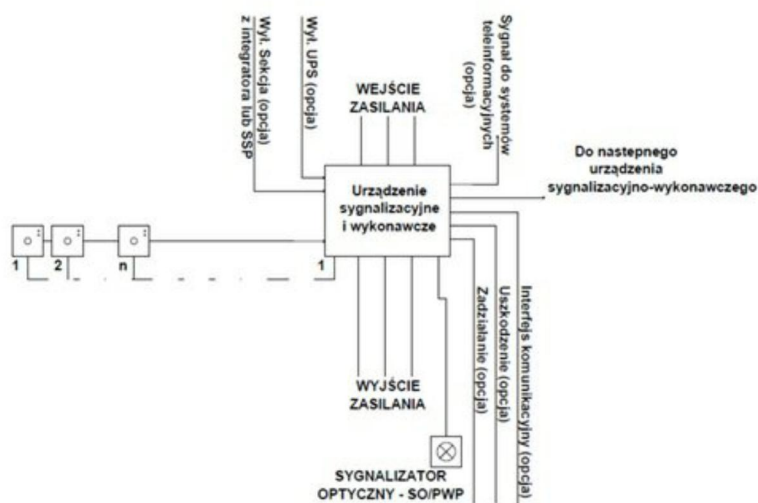 Wył. Sekcja (opcja)
z integratora lub SSP
Wył. UPS (opcja)
WEJŚCIE
ZASILANIA
Sygnał do systemów
teleinformacyjnych
(opcja)
Do nastepnego
urządzenia
sygnalizacyjno-wykonawczego
Urządzenie
sygnalizacyjne
i wykonawcze
1
2
n
1
WYJŚCIE
ZASILANIA
Zadziałanie (opcja)
Uszkodzenie (opcja)
Interfejs komunikacyjny (opcja)
SYGNALIZATOR
OPTYCZNY - SO/PWP